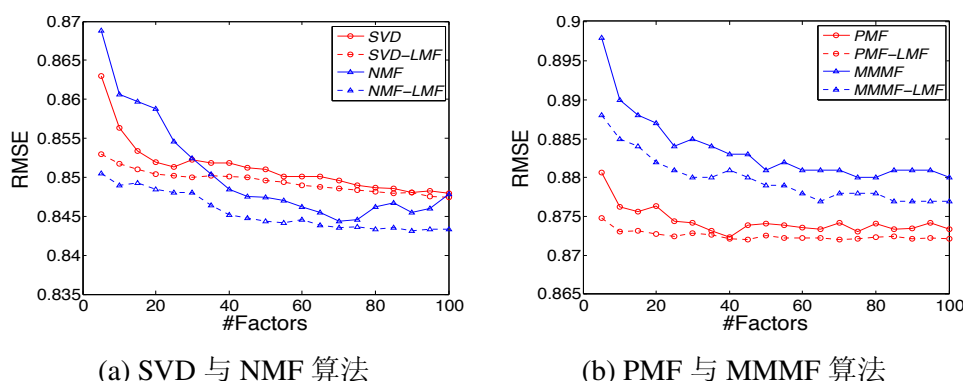 0.87
0.865
0.86
0.855
0.85
0.845
0.84
0.835
RMSE
0
20
40
60
80
100
#Factors
SVD
SVD-LMF
NMF
NMF-LMF
(a) SVD 与 NMF 算法
0.9
0.895
0.89
0.885
0.88
0.875
0.87
0.865
RMSE
0
20
40
60
80
100
#Factors
PMF
PMF-LMF
MMMF
MMMF-LMF
(b) PMF 与 MMMF 算法